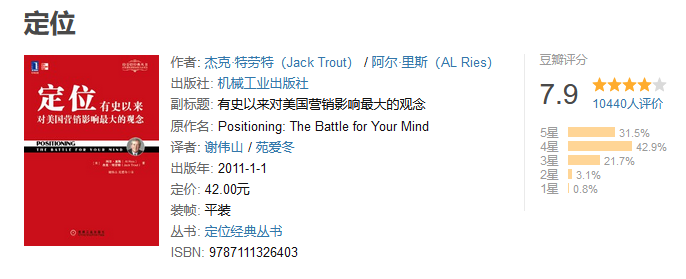 定位
定位 有史以来
对美国营销影响最大的观念
POSITIONING
THE BATTLE FOR YOUR MIND
作者: 杰克·特劳特（Jack Trout） / 阿尔·里斯（AL Ries）
出版社: 机械工业出版社
副标题: 有史以来对美国营销影响最大的观念
原作名: Positioning: The Battle for Your Mind
译者: 谢伟山 / 苑爱冬
出版年: 2011-1-1
定价: 42.00元
装帧: 平装
丛书: 定位经典丛书
ISBN: 9787111326403
豆瓣评分
7.9
10440人评价
5星 31.5%
4星 42.9%
3星 21.7%
2星 3.1%
1星 0.8%